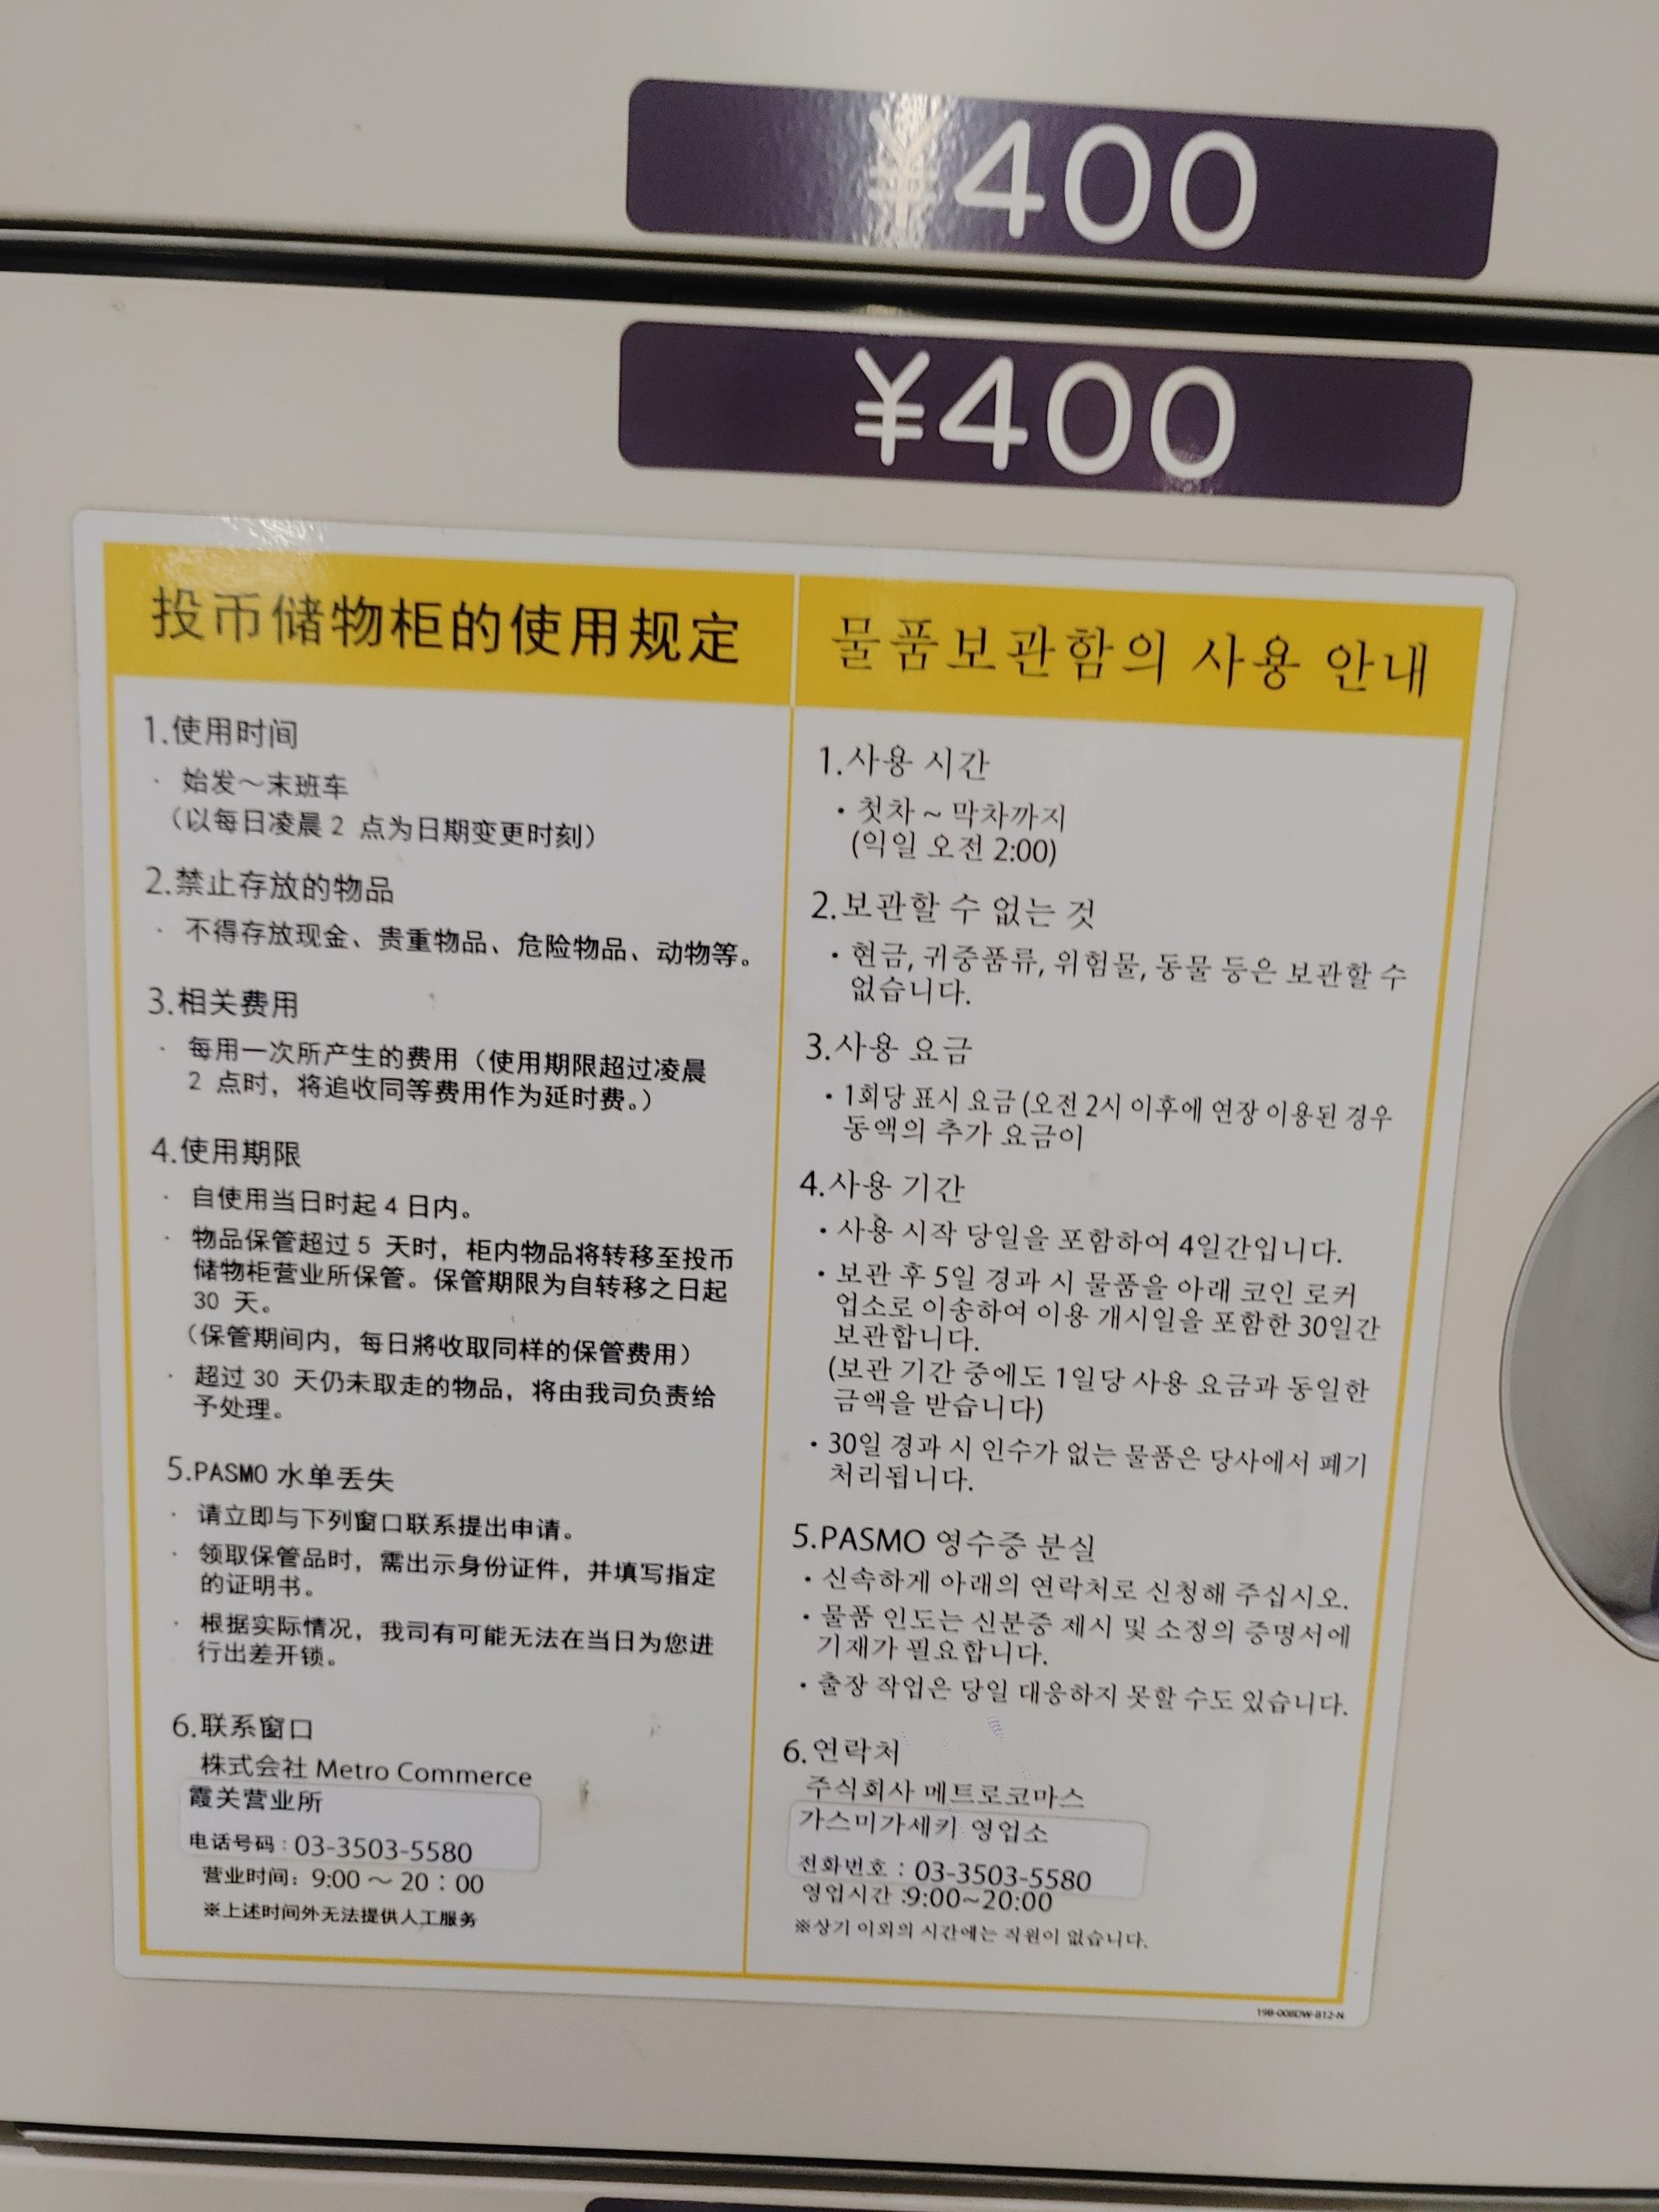 ¥400
¥400
投币储物柜的使用规定
1.使用时间
· 始发～末班车
（以每日凌晨2 点为日期变更时刻）
2.禁止存放的物品
· 不得存放现金、贵重物品、危险物品、动物等。
3.相关费用
· 每用一次所产生的费用（使用期限超过凌晨
2 点时，将追收同等费用作为延时费。）
4.使用期限
· 自使用当日时起 4 日内。
· 物品保管超过 5 天时，柜内物品将转移至投币
储物柜营业所保管。保管期限为自转移之日起
30 天。
（保管期间内，每日將收取同样的保管费用）
· 超过 30 天仍未取走的物品，将由我司负责给
予处理。
5.PASMO 水单丢失
· 请立即与下列窗口联系提出申请。
· 领取保管品时，需出示身份证件，并填写指定
的证明书。
· 根据实际情况，我司有可能无法在当日为您进
行出差开锁。
6.联系窗口
株式会社 Metro Commerce
霞关营业所
电话号码：03-3503-5580
营业时间：9:00 ～ 20：00
※上述时间外无法提供人工服务
물품보관함의 사용 안내
1.사용 시간
· 첫차 ~ 막차까지
(익일 오전 2:00)
2.보관할 수 없는 것
· 현금, 귀중품류, 위험물, 동물 등은 보관할 수
없습니다.
3.사용 요금
· 1회당 표시 요금 (오전 2시 이후에 연장 이용된 경우
동액의 추가 요금이
4.사용 기간
· 사용 시작 당일을 포함하여 4일간입니다.
· 보관 후 5일 경과 시 물품을 아래 코인 로커
업소로 이송하여 이용 개시일을 포함한 30일간
보관합니다.
(보관 기간 중에도 1일당 사용 요금과 동일한
금액을 받습니다)
· 30일 경과 시 인수가 없는 물품은 당사에서 폐기
처리됩니다.
5.PASMO 영수증 분실
· 신속하게 아래의 연락처로 신청해 주십시오.
· 물품 인도는 신분증 제시 및 소정의 증명서에
기재가 필요합니다.
· 출장 작업은 당일 대응하지 못할 수도 있습니다.
6.연락처
주식회사 메트로코마스
가스미가세키 영업소
전화번호 : 03-3503-5580
영업시간 :9:00~20:00
※상기 이외의 시간에는 직원이 없습니다.
19B-008DW-B12-N